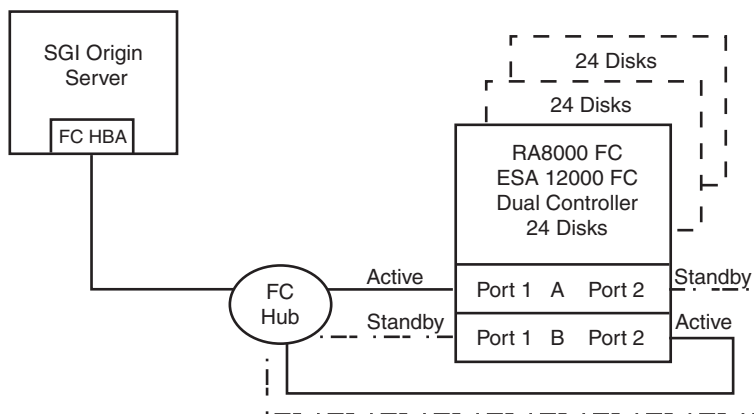 SGI Origin
Server
FC HBA
24 Disks
24 Disks
RA8000 FC
ESA 12000 FC
Dual Controller
24 Disks
Active
Port 1 A Port 2
Standby
FC
Hub
Standby
Port 1 B Port 2
Active